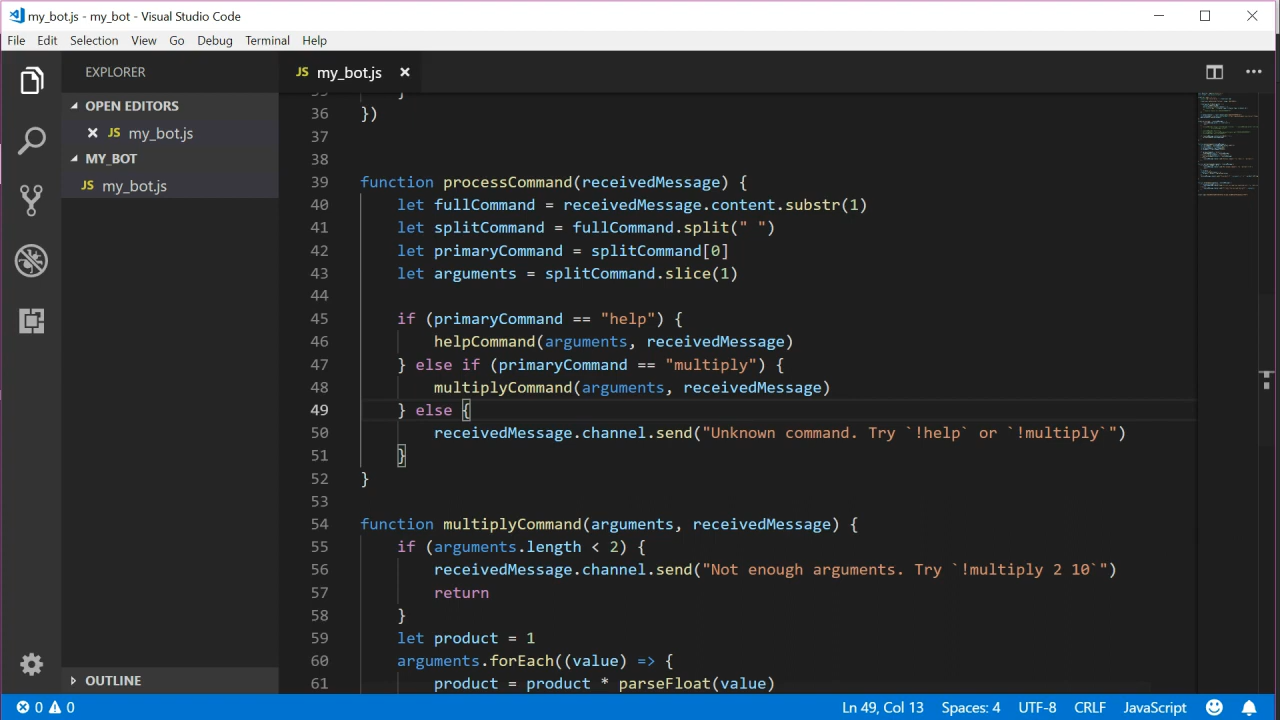 my_bot.js - my_bot - Visual Studio Code
File Edit Selection View Go Debug Terminal Help
EXPLORER
OPEN EDITORS
JS my_bot.js
MY_BOT
JS my_bot.js
OUTLINE
JS my_bot.js
36 })
37
38
39 function processCommand(receivedMessage) {
40 let fullCommand = receivedMessage.content.substr(1)
41 let splitCommand = fullCommand.split(" ")
42 let primaryCommand = splitCommand[0]
43 let arguments = splitCommand.slice(1)
44
45 if (primaryCommand == "help") {
46 helpCommand(arguments, receivedMessage)
47 } else if (primaryCommand == "multiply") {
48 multiplyCommand(arguments, receivedMessage)
49 } else {
50 receivedMessage.channel.send("Unknown command. Try `!help` or `!multiply`")
51 }
52 }
53
54 function multiplyCommand(arguments, receivedMessage) {
55 if (arguments.length < 2) {
56 receivedMessage.channel.send("Not enough arguments. Try `!multiply 2 10`")
57 return
58 }
59 let product = 1
60 arguments.forEach((value) => {
61 product = product * parseFloat(value)
0 0 Ln 49, Col 13 Spaces: 4 UTF-8 CRLF JavaScript